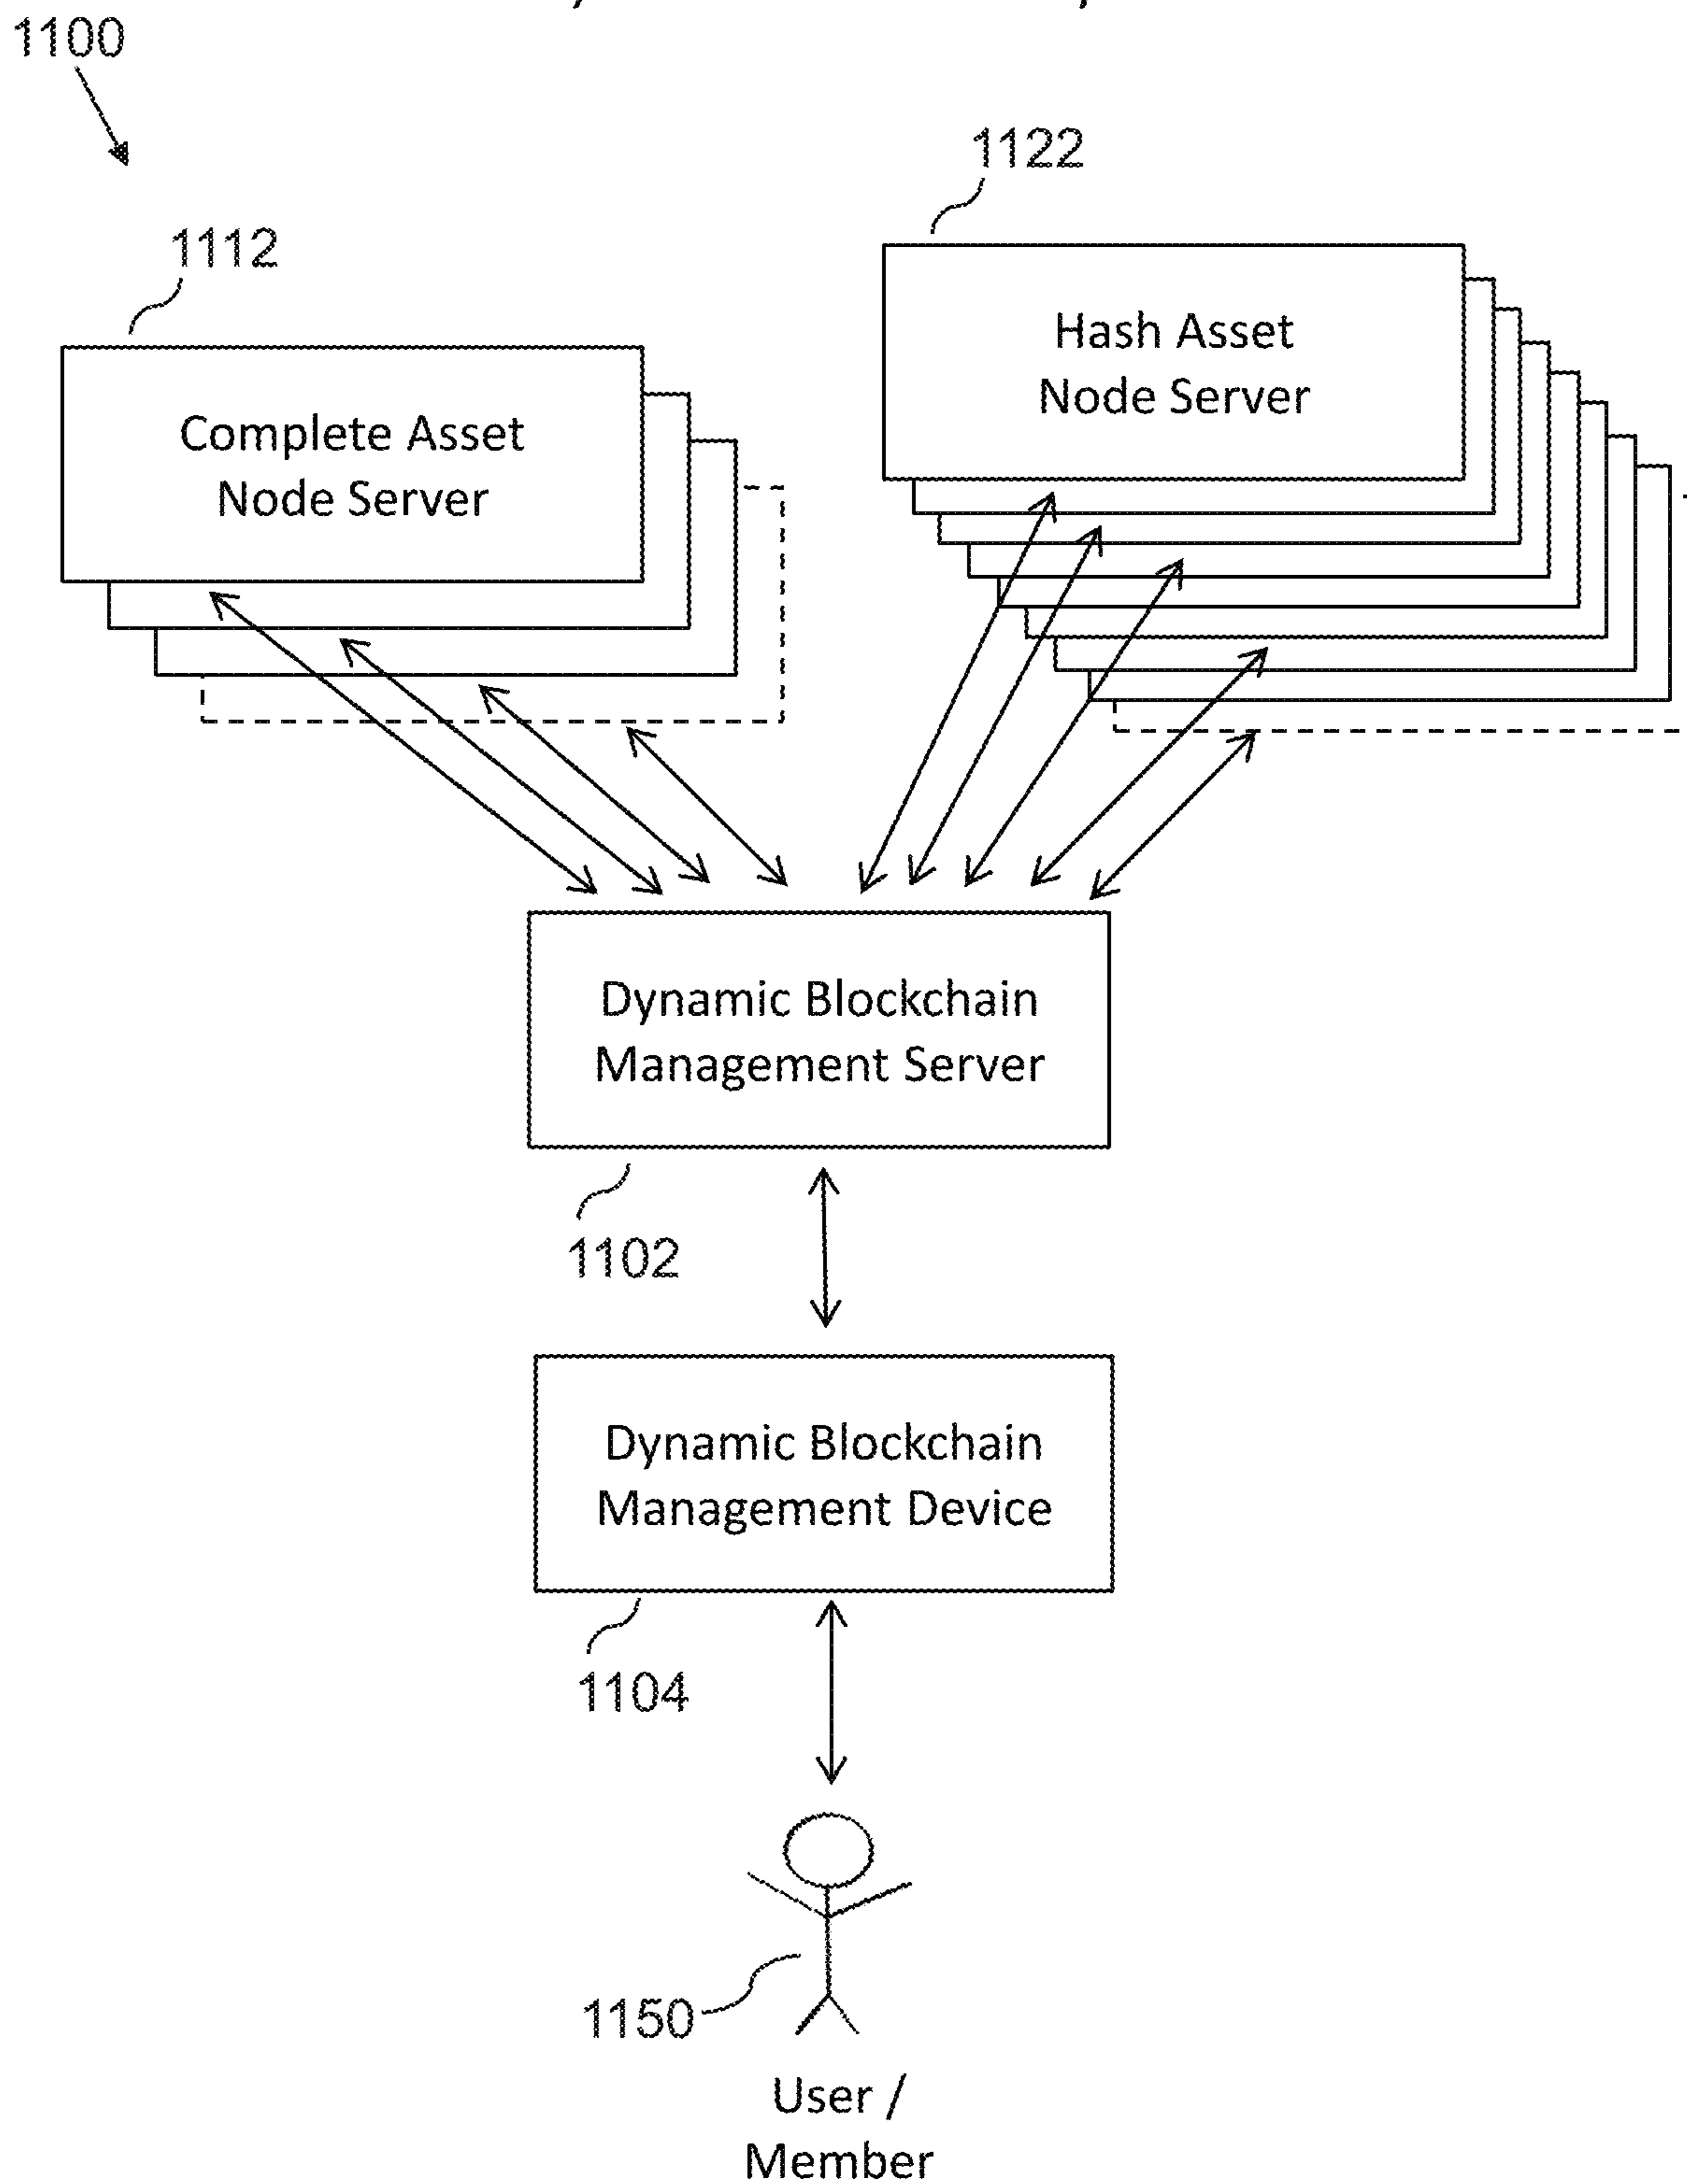 1100
1122
1112
Hash Asset
Node Server
Complete Asset
Node Server
Dynamic Blockchain
Management Server
1102
Dynamic Blockchain
Management Device
1104
1150
User /
Member